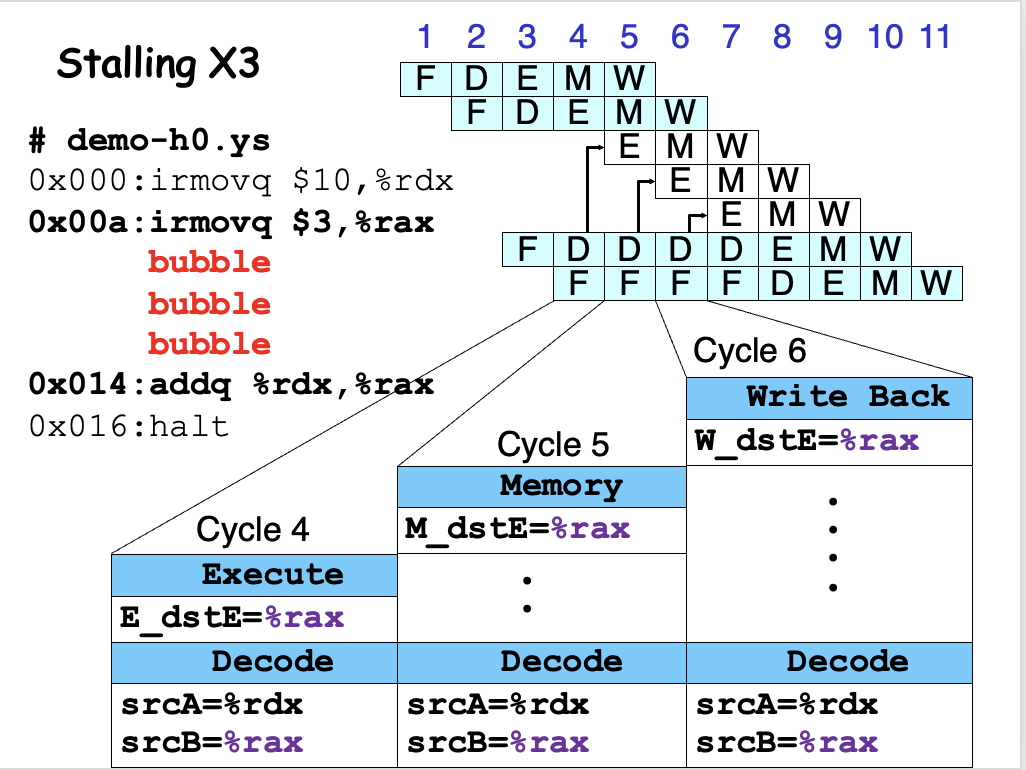 Stalling X3
1 2 3 4 5 6 7 8 9 10 11
F D E M W
F D E M W
E M W
E M W
E M W
F D D D D E M W
F F F F D E M W
# demo-h0.ys
0x000:irmovq $10,%rdx
0x00a:irmovq $3,%rax
bubble
bubble
bubble
0x014:addq %rdx,%rax
0x016:halt
Cycle 4
Execute
E_dstE=%rax
Decode
srcA=%rdx
srcB=%rax
Cycle 5
Memory
M_dstE=%rax
Decode
srcA=%rdx
srcB=%rax
Cycle 6
Write Back
W_dstE=%rax
Decode
srcA=%rdx
srcB=%rax